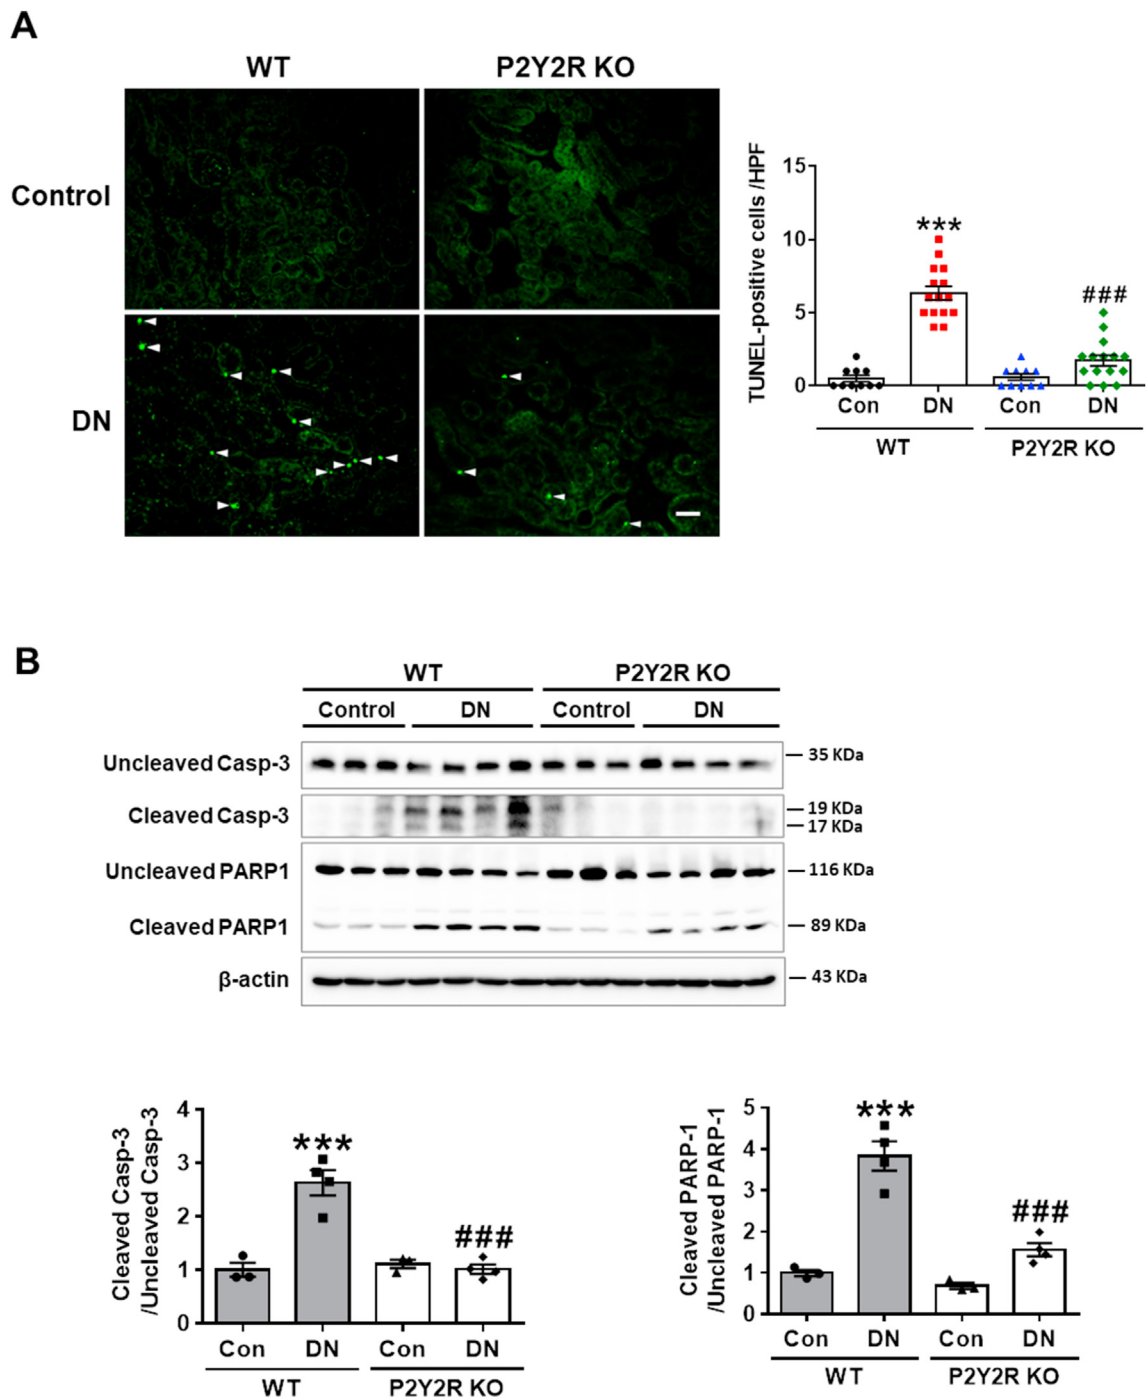 A
WT P2Y2R KO
Control
DN
TUNEL-positive cells /HPF
15
10
5
0
***
###
Con DN Con DN
WT P2Y2R KO
B
WT P2Y2R KO
Control DN Control DN
Uncleaved Casp-3
35 KDa
Cleaved Casp-3
19 KDa
17 KDa
Uncleaved PARP1
116 KDa
Cleaved PARP1
89 KDa
β-actin
43 KDa
Cleaved Casp-3
/Uncleaved Casp-3
4
3
2
1
0
***
###
Con DN Con DN
WT P2Y2R KO
Cleaved PARP-1
/Uncleaved PARP-1
5
4
3
2
1
0
***
###
Con DN Con DN
WT P2Y2R KO